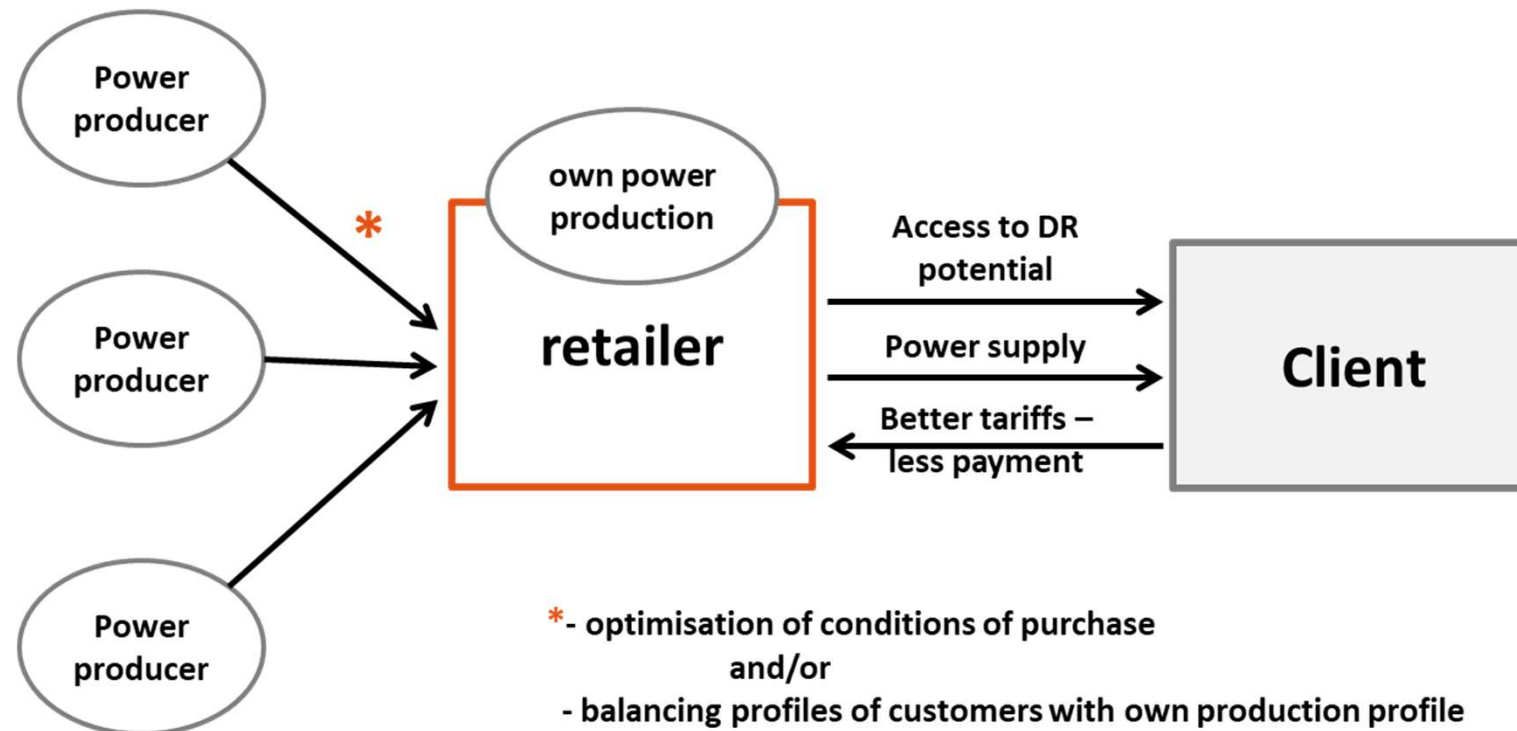 Power
producer
own power
production
*
Access to DR
potential
Power
producer
retailer
Power supply
Client
Better tariffs –
less payment
Power
producer
*- optimisation of conditions of purchase
and/or
- balancing profiles of customers with own production profile